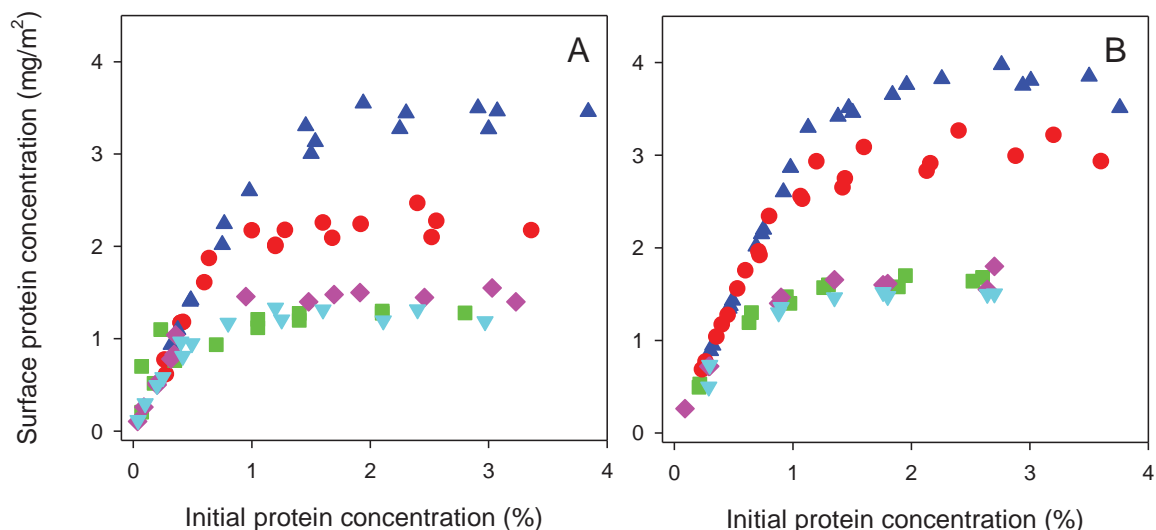 Surface protein concentration (mg/m²)
A
4
3
2
1
0
0 1 2 3 4
Initial protein concentration (%)
B
4
3
2
1
0
0 1 2 3 4
Initial protein concentration (%)